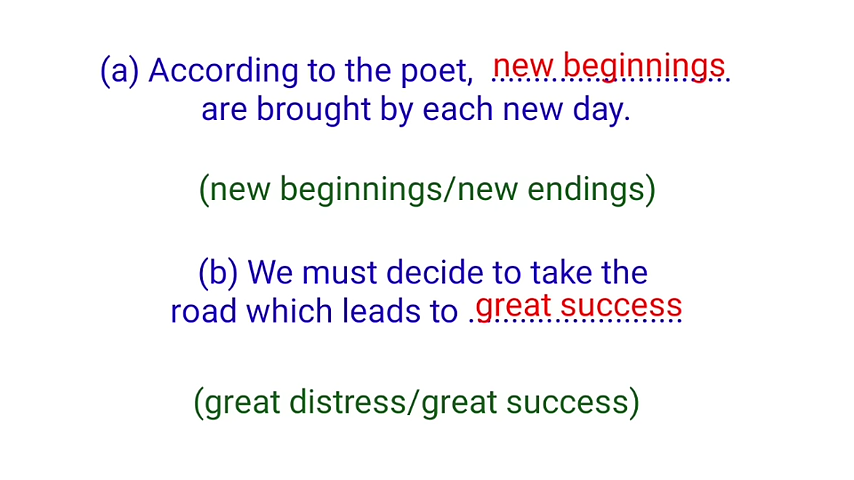 (a) According to the poet, new beginnings
are brought by each new day.
(new beginnings/new endings)
(b) We must decide to take the
road which leads to .great success
(great distress/great success)